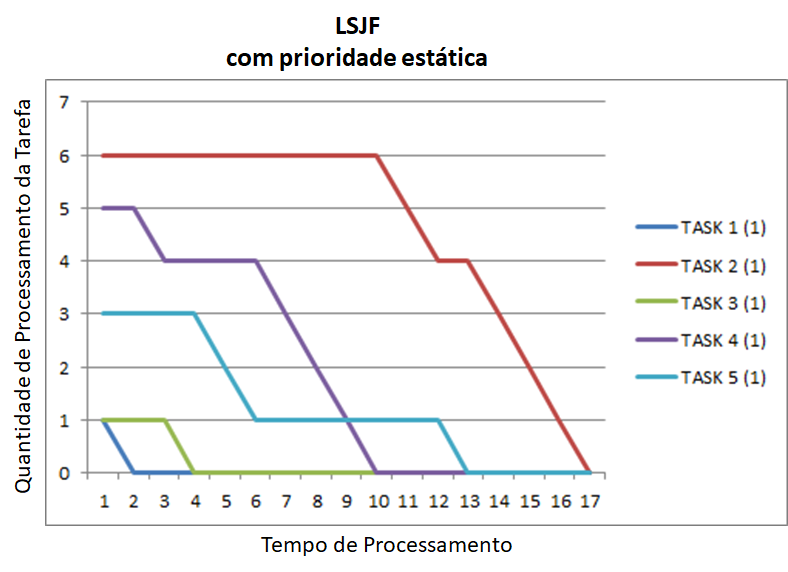 LSJF
com prioridade estática
Quantidade de Processamento da Tarefa
7
6
5
4
3
2
1
0
1 2 3 4 5 6 7 8 9 10 11 12 13 14 15 16 17
Tempo de Processamento
TASK 1 (1)
TASK 2 (1)
TASK 3 (1)
TASK 4 (1)
TASK 5 (1)